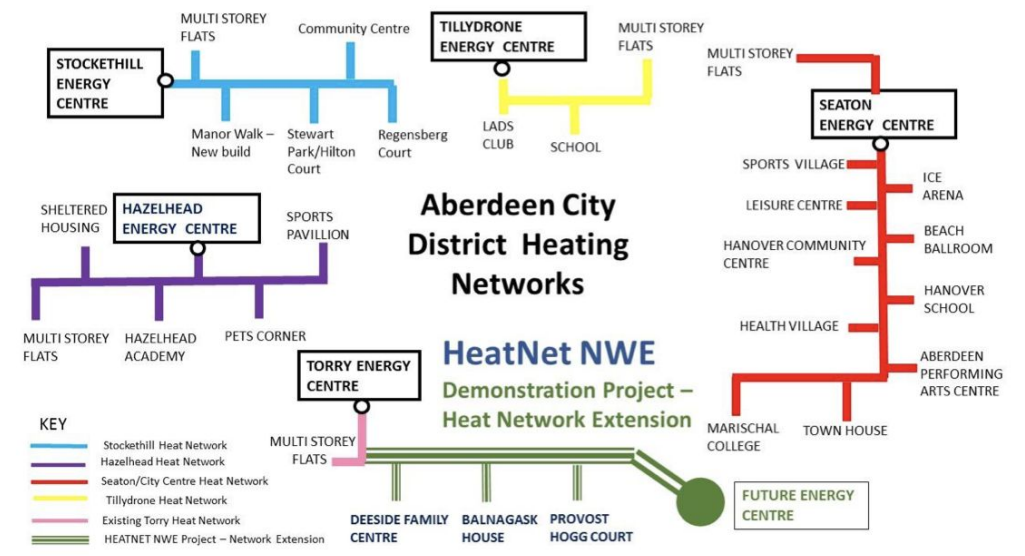 STOCKETHILL
ENERGY
CENTRE
MULTI STOREY
FLATS
Community Centre
Manor Walk –
New build
Stewart
Park/Hilton
Court
Regensberg
Court
TILLYDRONE
ENERGY CENTRE
MULTI STOREY
FLATS
LADS
CLUB
SCHOOL
MULTI STOREY
FLATS
SEATON
ENERGY CENTRE
SPORTS VILLAGE
ICE
ARENA
LEISURE CENTRE
BEACH
BALLROOM
HANOVER COMMUNITY
CENTRE
HANOVER
SCHOOL
HEALTH VILLAGE
ABERDEEN
PERFORMING
ARTS CENTRE
MARISCHAL
COLLEGE
TOWN HOUSE
SHELTERED
HOUSING
HAZELHEAD
ENERGY CENTRE
SPORTS
PAVILLION
MULTI STOREY
FLATS
HAZELHEAD
ACADEMY
PETS CORNER
Aberdeen City
District Heating
Networks
HeatNet NWE
Demonstration Project –
Heat Network Extension
TORRY ENERGY
CENTRE
MULTI STOREY
FLATS
DEESIDE FAMILY
CENTRE
BALNAGASK
HOUSE
PROVOST
HOGG COURT
FUTURE ENERGY
CENTRE
KEY
Stockethill Heat Network
Hazelhead Heat Network
Seaton/City Centre Heat Network
Tillydrone Heat Network
Existing Torry Heat Network
HEATNET NWE Project – Network Extension